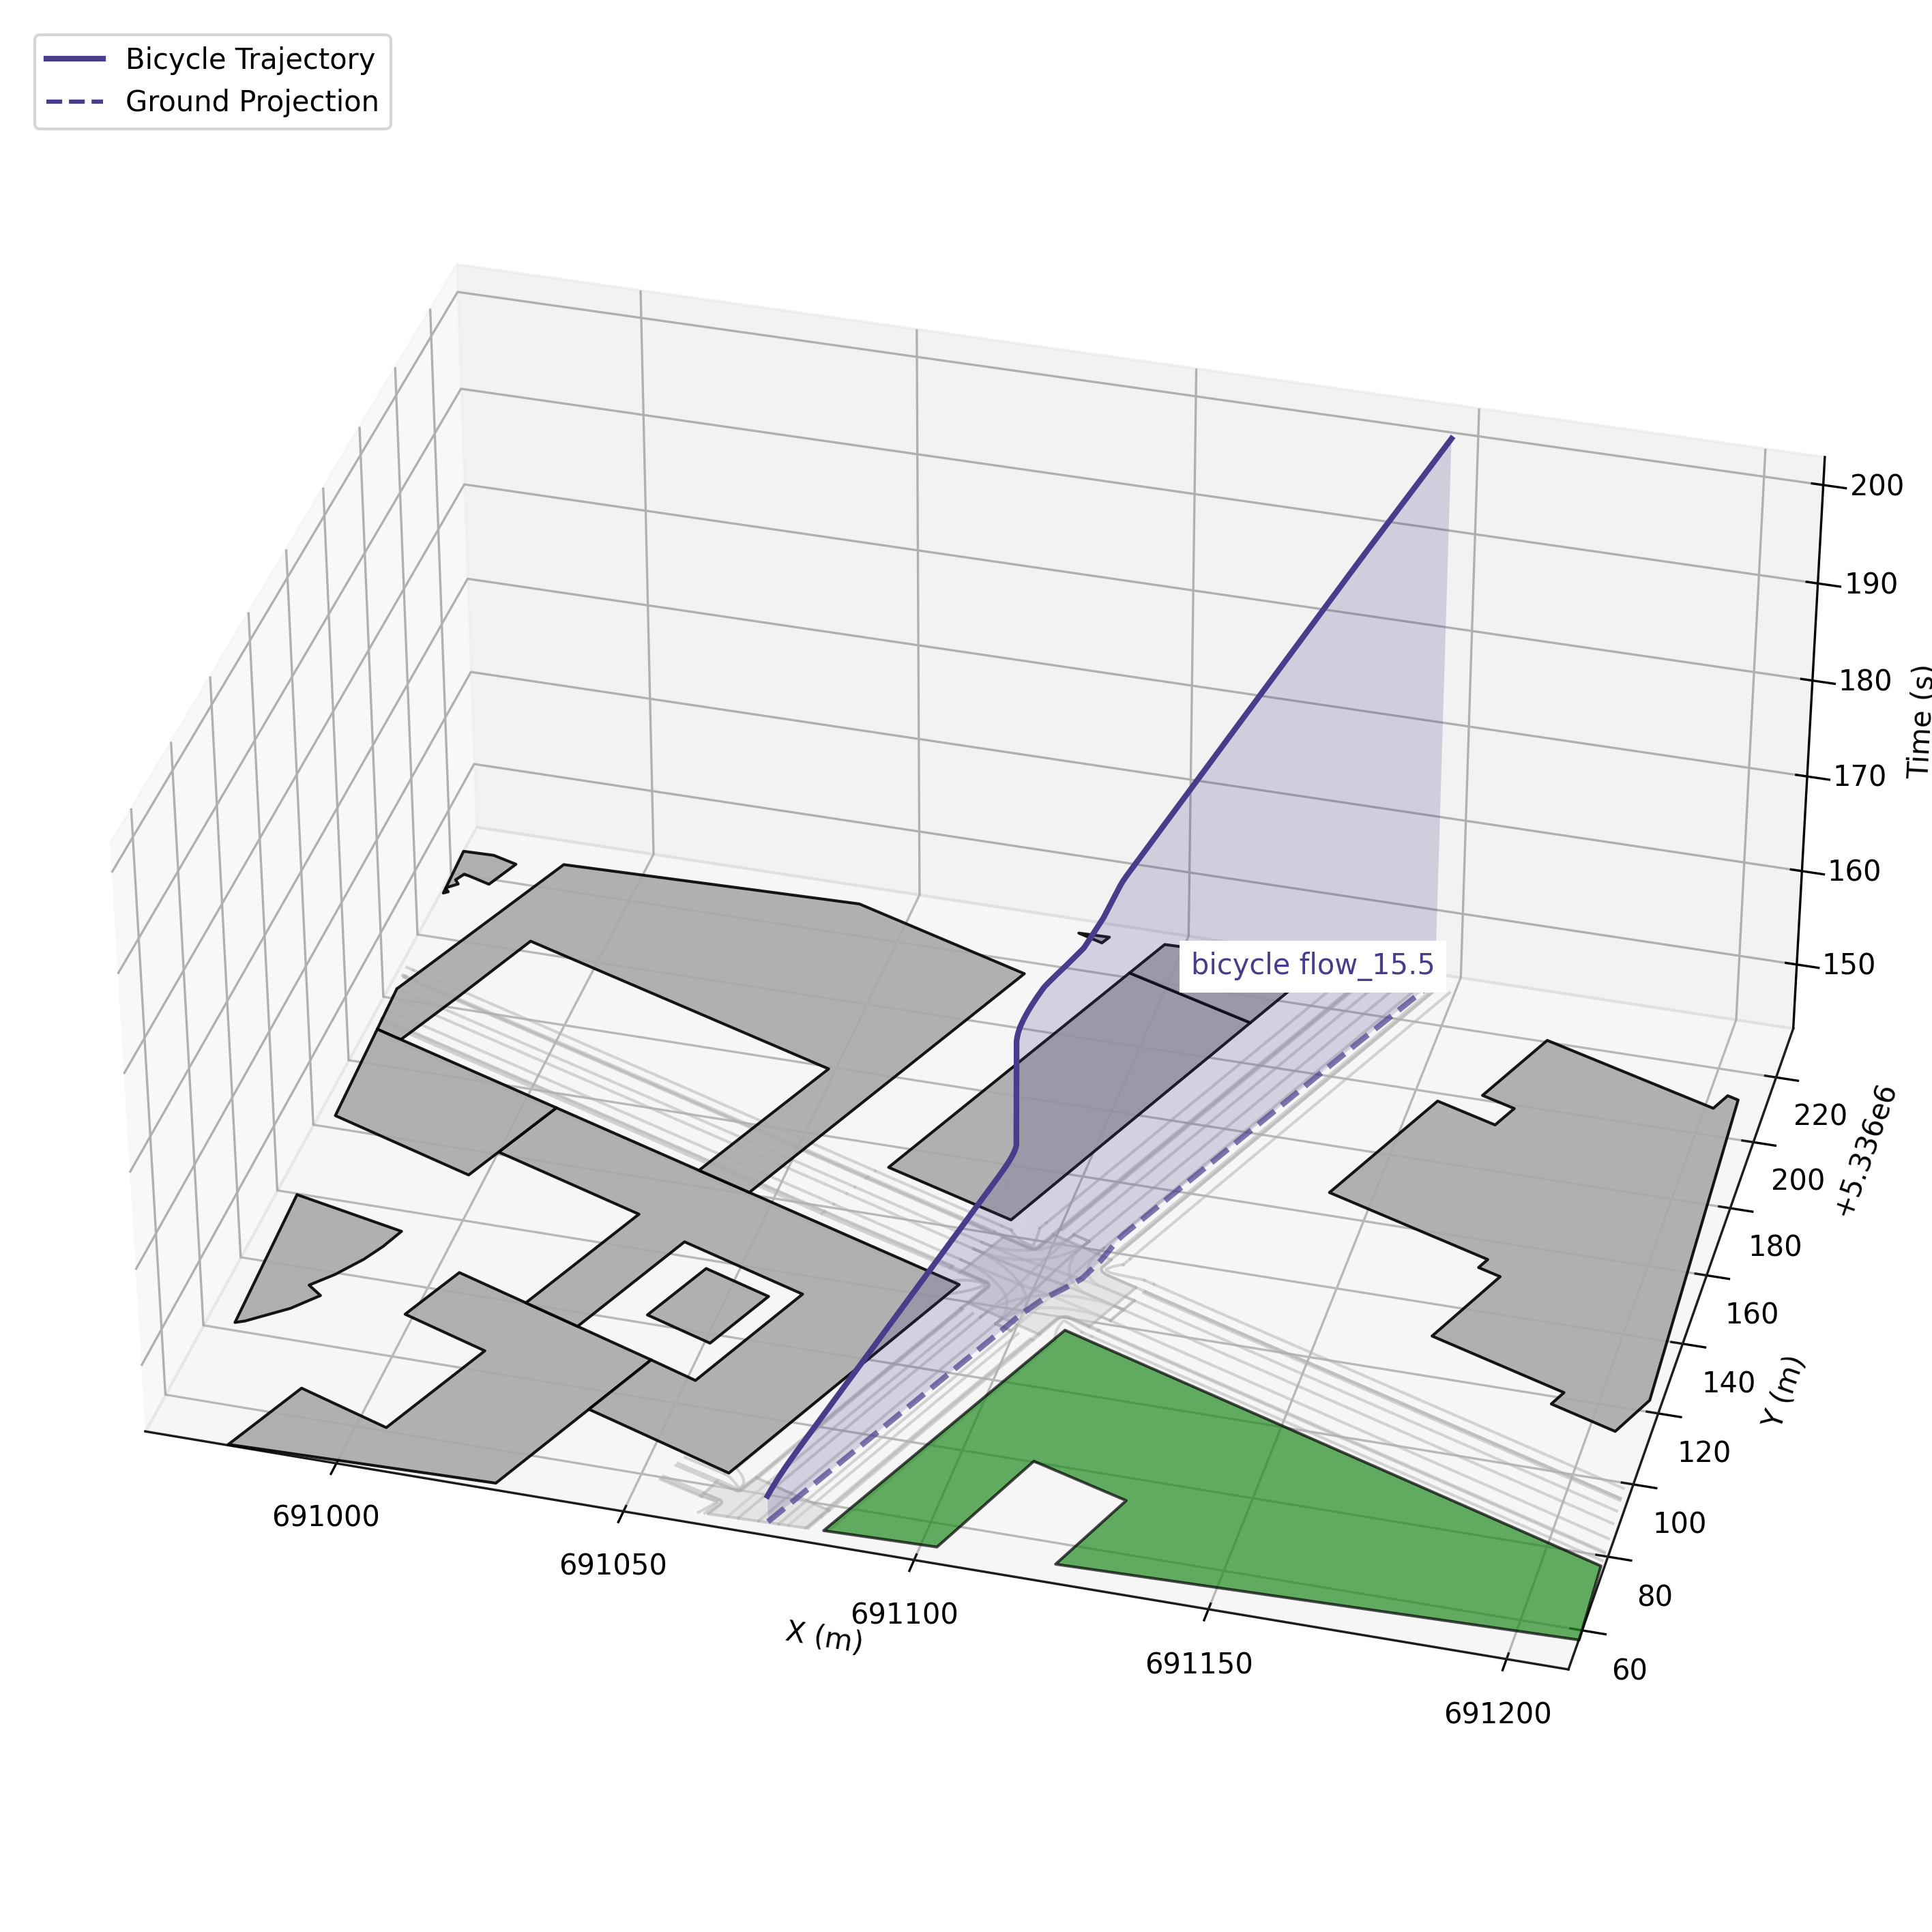 Bicycle Trajectory
Ground Projection
200
190
180
170
160
150
Time (s)
bicycle flow_15.5
220
200
180
160
140
120
100
80
60
+5.336e6
Y (m)
691000
691050
691100
691150
691200
X (m)